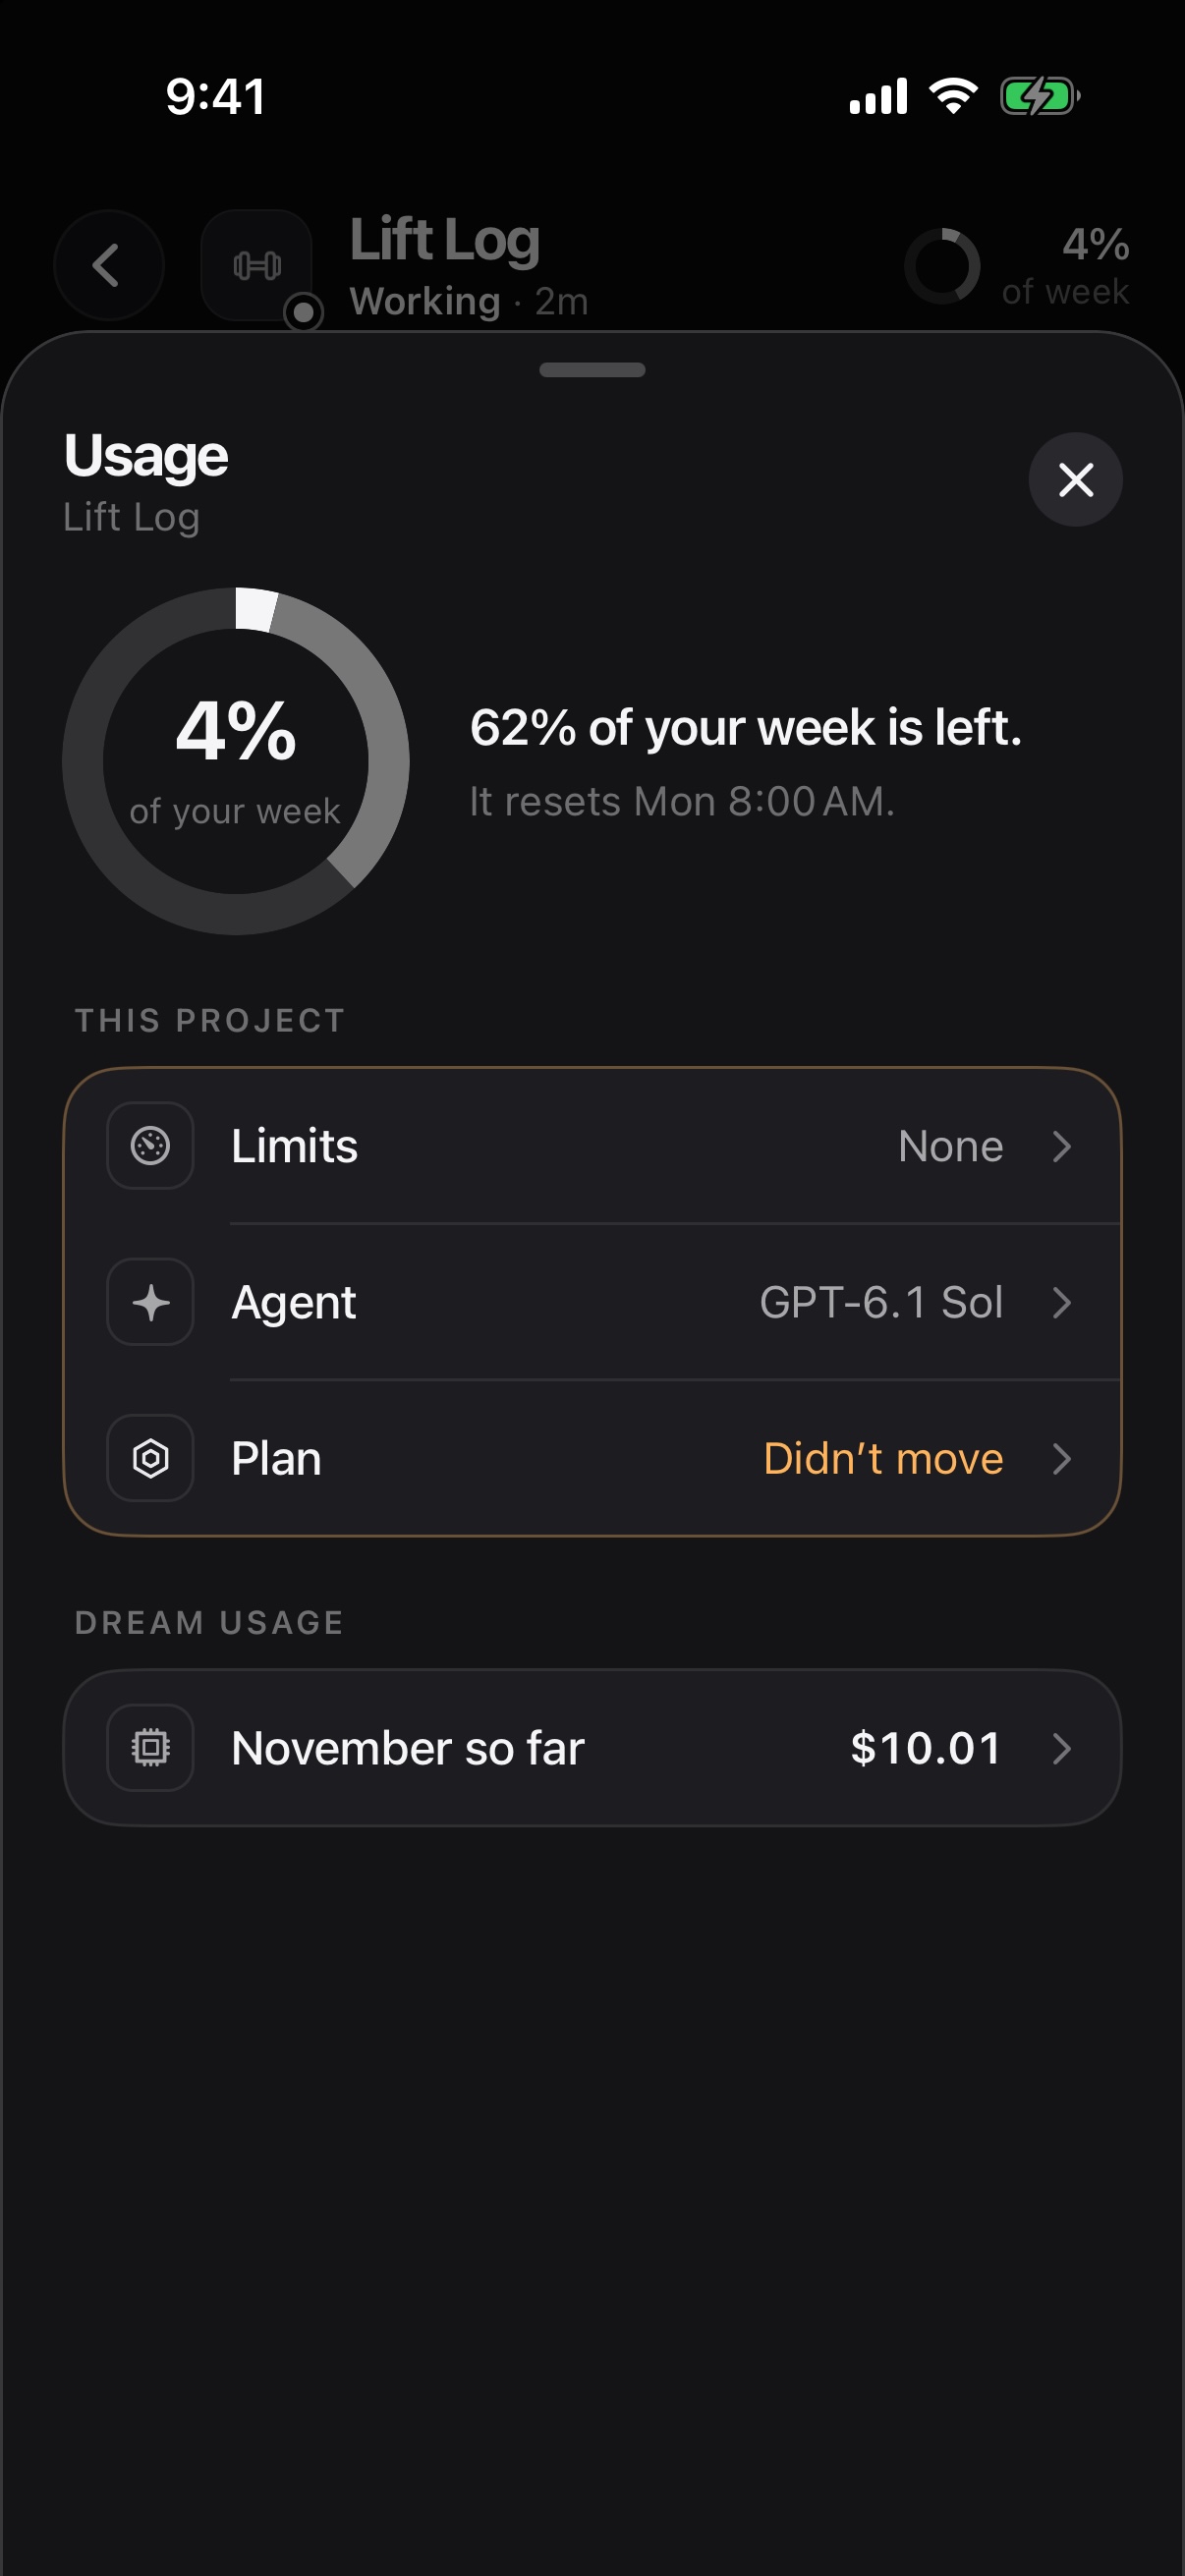 9:41
Lift Log
Working · 2m
4%
of week
Usage
Lift Log
4%
of your week
62% of your week is left.
It resets Mon 8:00 AM.
THIS PROJECT
Limits
None
Agent
GPT-6.1 Sol
Plan
Didn’t move
DREAM USAGE
November so far
$10.01